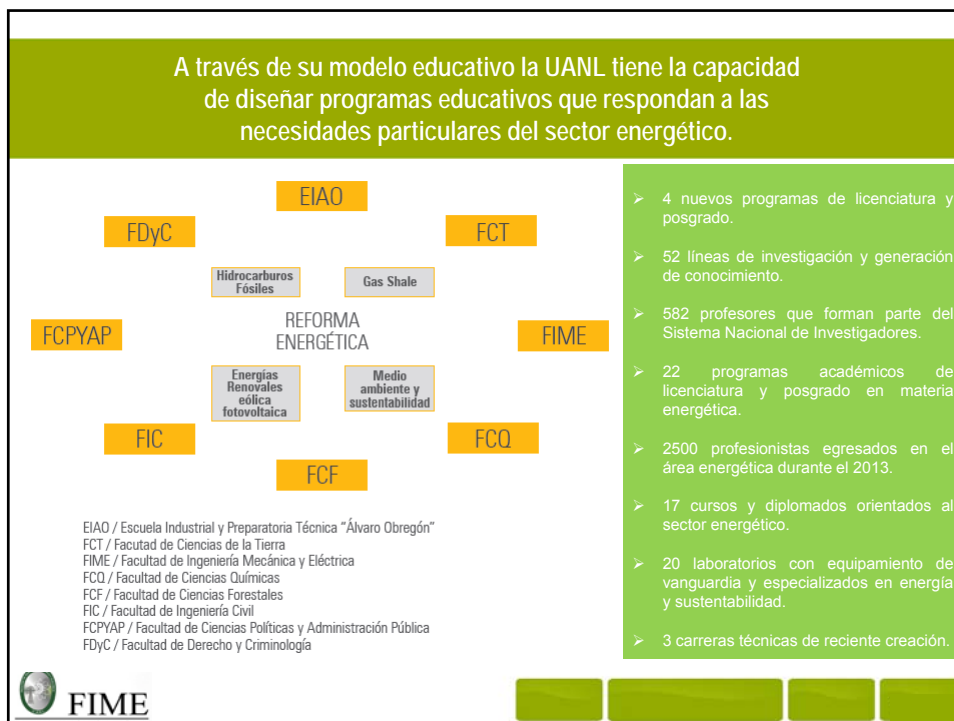 A través de su modelo educativo la UANL tiene la capacidad
de diseñar programas educativos que respondan a las
necesidades particulares del sector energético.
EIAO
FDyC
FCT
Hidrocarburos
Fósiles
Gas Shale
FCPYAP
REFORMA
ENERGÉTICA
FIME
Energías
Renovales
eólica
fotovoltaica
Medio
ambiente y
sustentabilidad
FIC
FCQ
FCF
EIAO / Escuela Industrial y Preparatoria Técnica "Álvaro Obregón"
FCT / Facutad de Ciencias de la Tierra
FIME / Facultad de Ingeniería Mecánica y Eléctrica
FCQ / Facultad de Ciencias Químicas
FCF / Facultad de Ciencias Forestales
FIC / Facultad de Ingeniería Civil
FCPYAP / Facultad de Ciencias Políticas y Administración Pública
FDyC / Facultad de Derecho y Criminología
➢ 4 nuevos programas de licenciatura y
posgrado.
➢ 52 líneas de investigación y generación
de conocimiento.
➢ 582 profesores que forman parte del
Sistema Nacional de Investigadores.
➢ 22 programas académicos de
licenciatura y posgrado en materia
energética.
➢ 2500 profesionistas egresados en el
área energética durante el 2013.
➢ 17 cursos y diplomados orientados al
sector energético.
➢ 20 laboratorios con equipamiento de
vanguardia y especializados en energía
y sustentabilidad.
➢ 3 carreras técnicas de reciente creación.
FIME